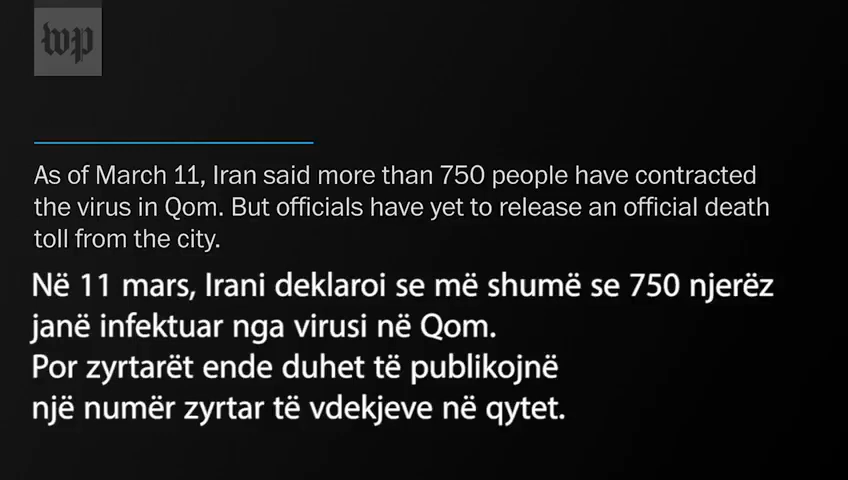 wp
As of March 11, Iran said more than 750 people have contracted
the virus in Qom. But officials have yet to release an official death
toll from the city.
Në 11 mars, Irani deklaroi se më shumë se 750 njerëz
janë infektuar nga virusi në Qom.
Por zyrtarët ende duhet të publikojnë
një numër zyrtar të vdekjeve në qytet.